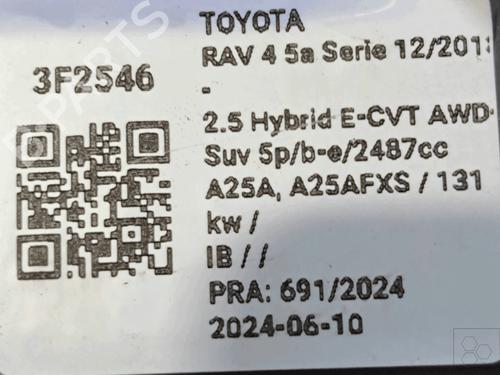 TOYOTA
RAV 4 5a Serie 12/2018
-
3F2546
2.5 Hybrid E-CVT AWD
Suv 5p/b-e/2487cc
A25A, A25AFXS / 131
kw /
IB / /
PRA: 691/2024
2024-06-10